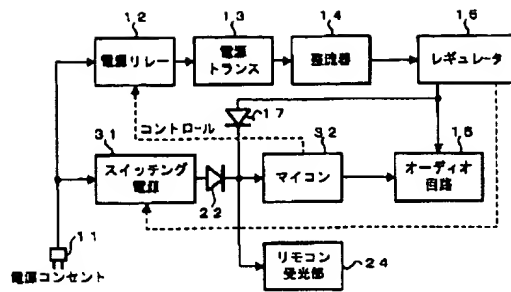 12
13
14
15
電源リレー
電源
トランス
整流器
レギュレータ
17
コントロール
31
32
16
スイッチング
電源
マイコン
オーディオ
回路
22
11
電源コンセント
リモコン
受光部
24